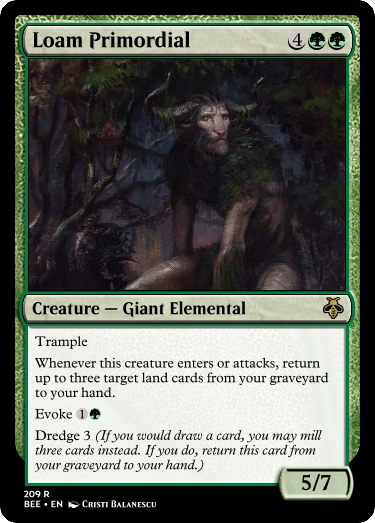 Loam Primordial 4
Creature — Giant Elemental
Trample
Whenever this creature enters or attacks, return
up to three target land cards from your graveyard
to your hand.
Evoke 1
Dredge 3 (If you would draw a card, you may mill
three cards instead. If you do, return this card from
your graveyard to your hand.)
5/7
209 R
BEE • EN Cristi Balanescu